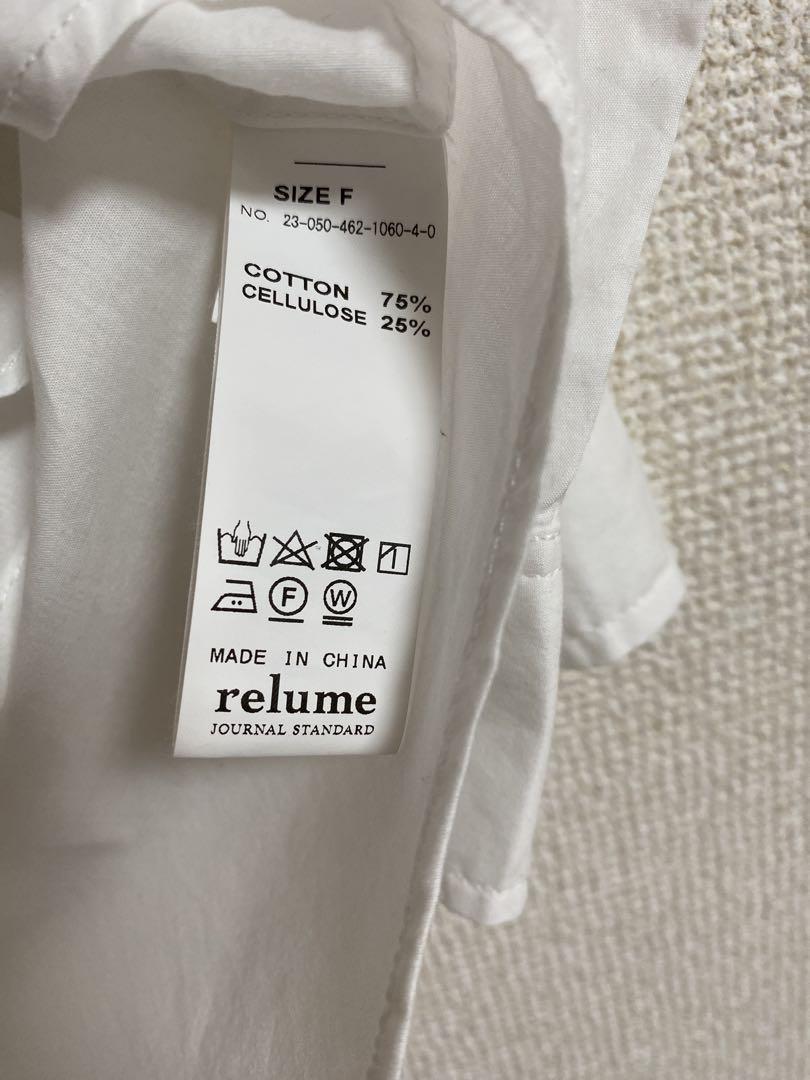 SIZE F
NO. 23-050-462-1060-4-0
COTTON 75%
CELLULOSE 25%
F W
MADE IN CHINA
relume
JOURNAL STANDARD